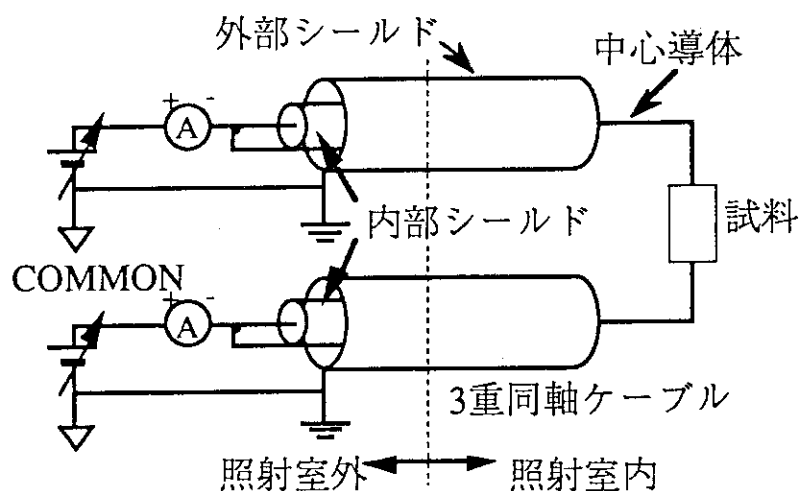 外部シールド
中心導体
+ -
A
内部シールド
試料
COMMON
+ -
A
3重同軸ケーブル
照射室外
照射室内